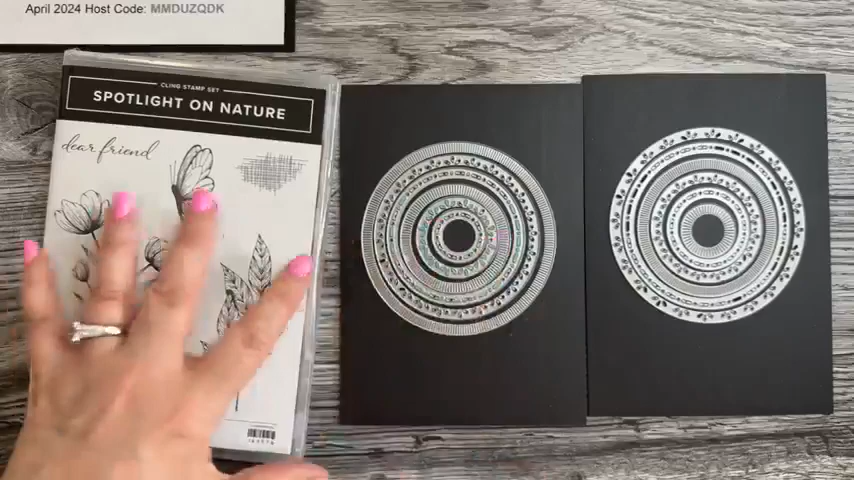 April 2024 Host Code: MMDUZQDK
CLING STAMP SET
SPOTLIGHT ON NATURE
dear friend